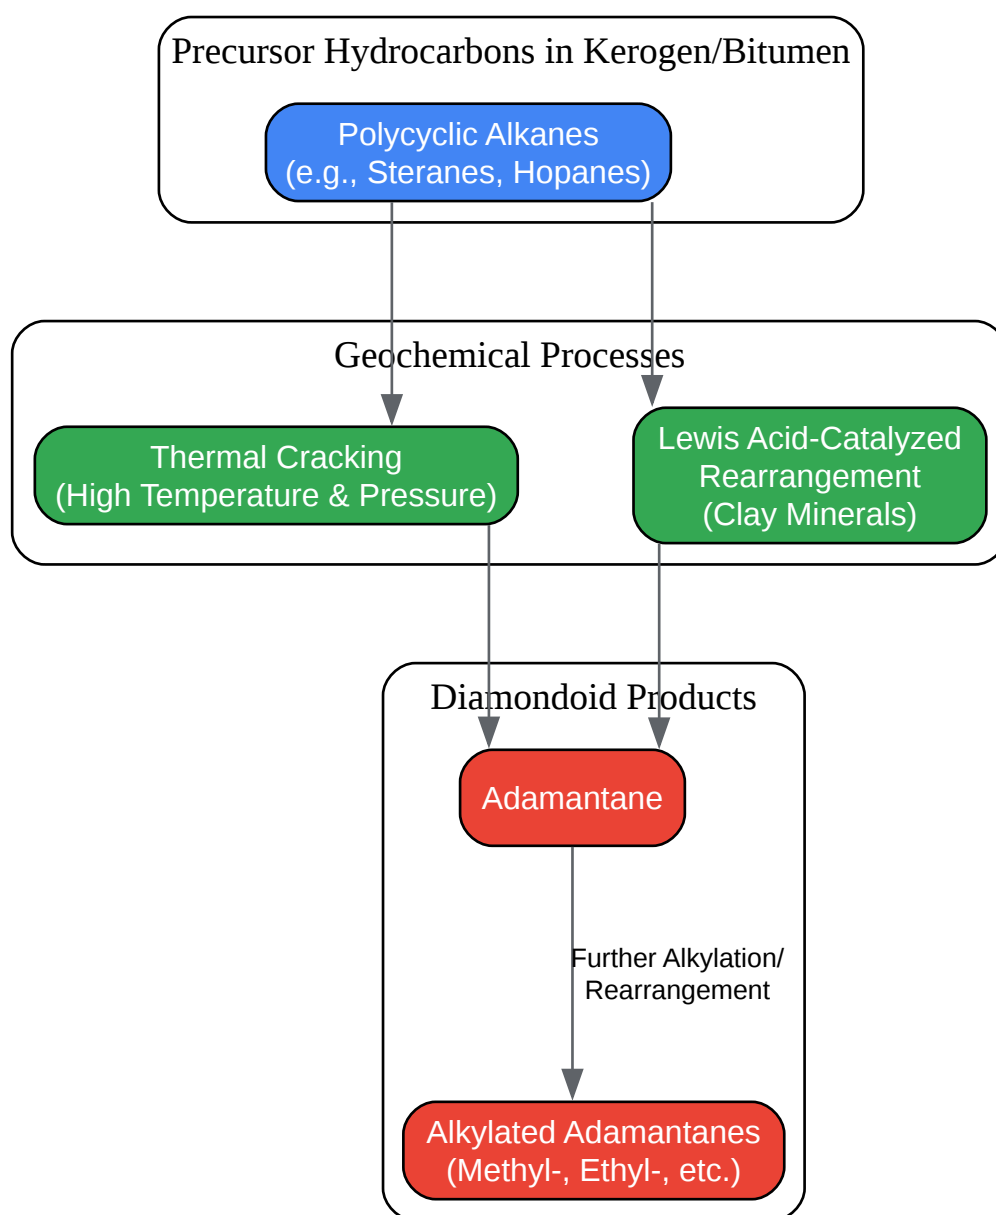 Precursor Hydrocarbons in Kerogen/Bitumen
Polycyclic Alkanes
(e.g., Steranes, Hopanes)
Geochemical Processes
Thermal Cracking
(High Temperature & Pressure)
Lewis Acid-Catalyzed
Rearrangement
(Clay Minerals)
Diamondoid Products
Adamantane
Further Alkylation/
Rearrangement
Alkylated Adamantanes
(Methyl-, Ethyl-, etc.)